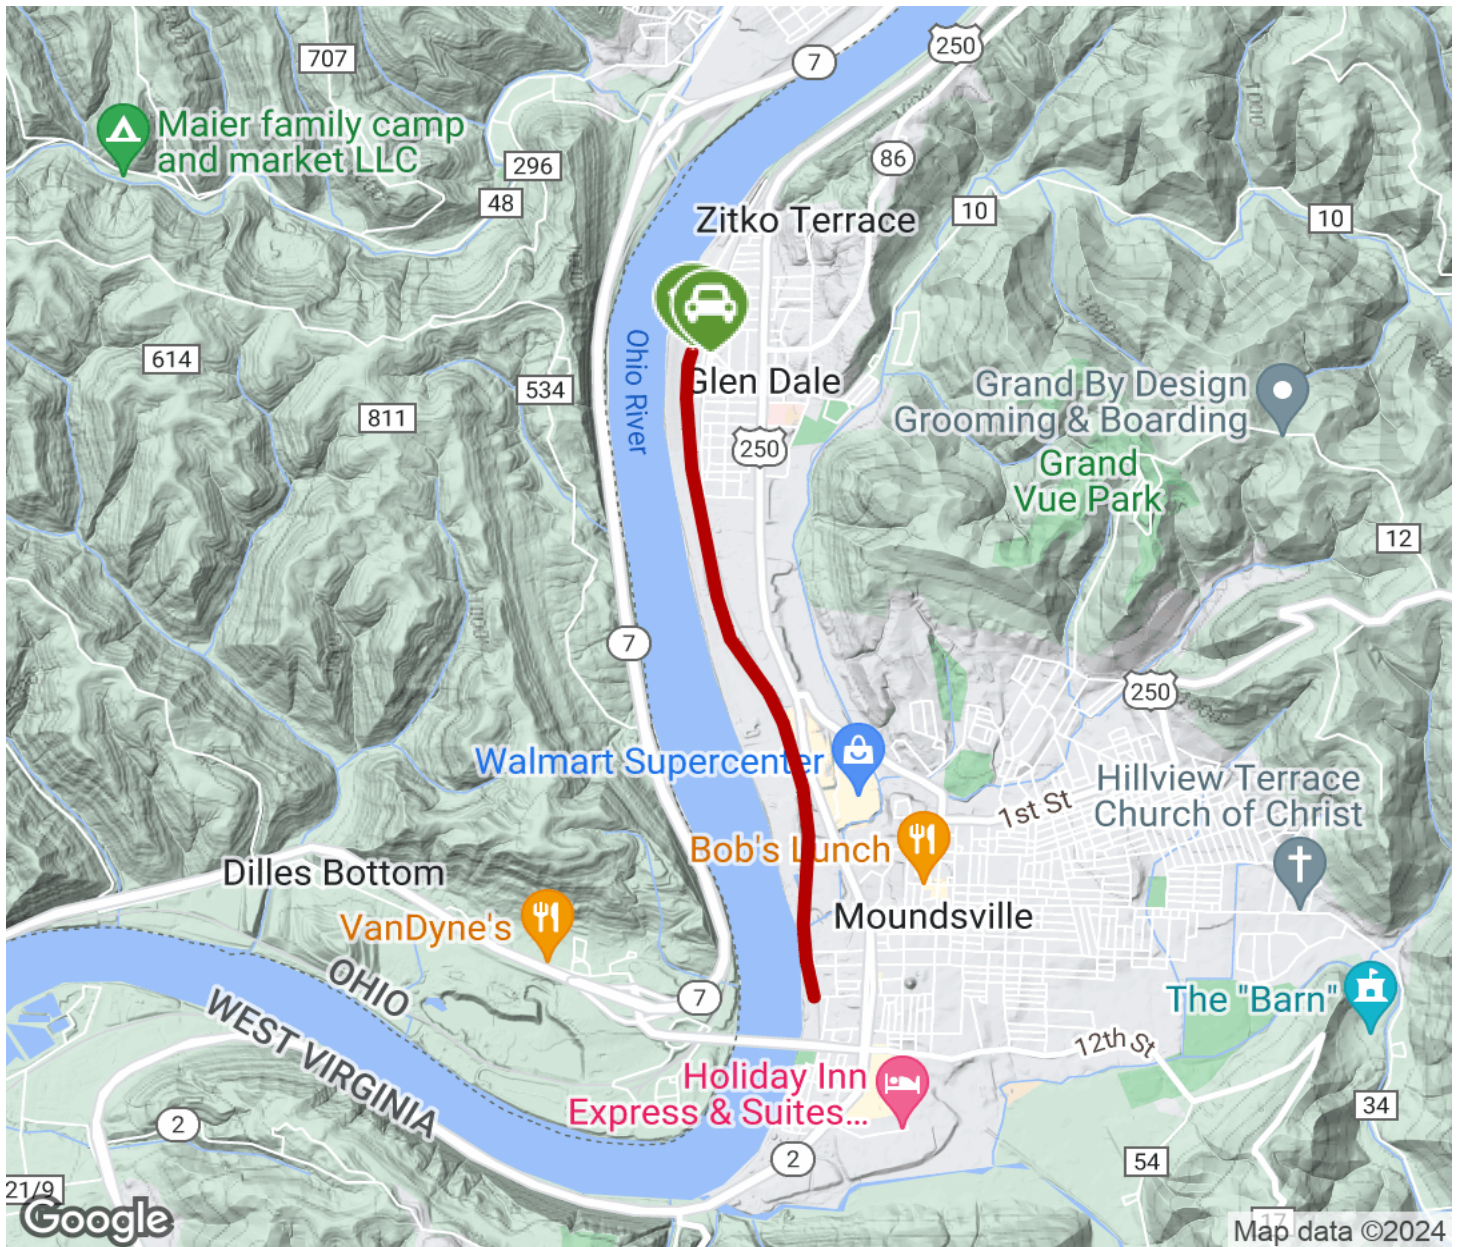 250
7
707
Maier family camp
and market LLC
296
86
48
10
10
Zitko Terrace
Ohio River
614
534
811
Glen Dale
Grand By Design
Grooming & Boarding
250
Grand
Vue Park
12
1000
1000
7
250
Walmart Supercenter
Hillview Terrace
Church of Christ
1st St
Bob's Lunch
Dilles Bottom
VanDyne's
Moundsville
OHIO
WEST VIRGINIA
7
The "Barn"
12th St
Holiday Inn
Express & Suites...
34
2
2
54
21/9
17
Google
Map data ©2024